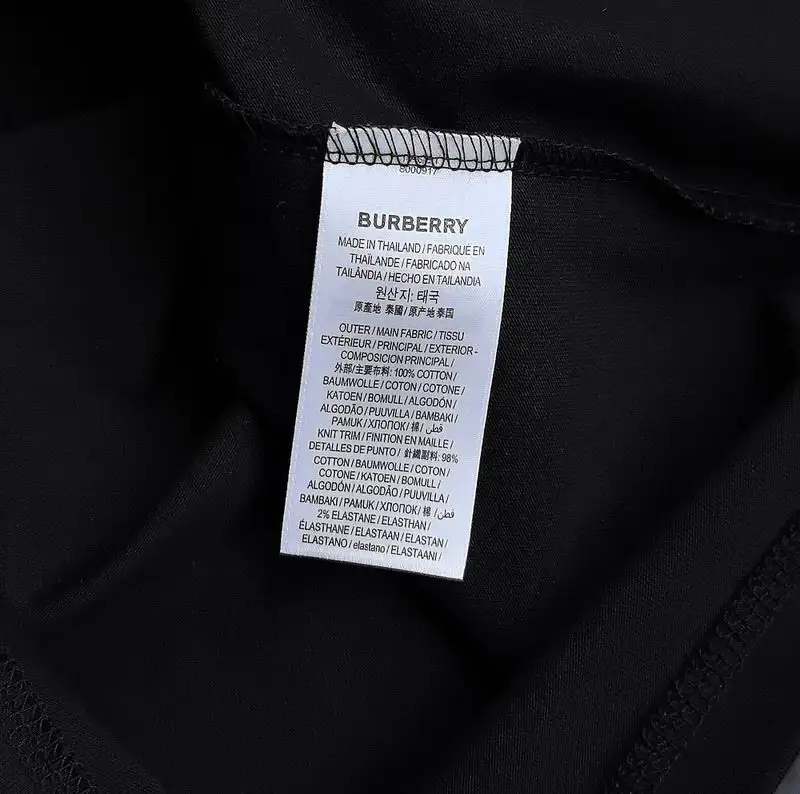 8000917
BURBERRY
MADE IN THAILAND / FABRIQUÉ EN
THAÏLANDE / FABRICADO NA
TAILÂNDIA / HECHO EN TAILANDIA
원산지: 태국
原產地 泰國 / 原产地 泰国
OUTER / MAIN FABRIC / TISSU
EXTÉRIEUR / PRINCIPAL / EXTERIOR -
COMPOSICIÓN PRINCIPAL /
外部/主要布料: 100% COTTON /
BAUMWOLLE / COTON / COTONE /
KATOEN / BOMULL / ALGODÓN /
ALGODÃO / PUUVILLA / BAMBAKI /
PAMUK / ХЛОПОК / 棉 / قطن
KNIT TRIM / FINITION EN MAILLE /
DETALLES DE PUNTO / 針織副料: 98%
COTTON / BAUMWOLLE / COTON /
COTONE / KATOEN / BOMULL /
ALGODÓN / ALGODÃO / PUUVILLA /
BAMBAKI / PAMUK / ХЛОПОК / 棉 / قطن
2% ELASTANE / ELASTHAN /
ÉLASTHANE / ELASTAAN / ELASTAN /
ELASTANO / elastano / ELASTAANI /